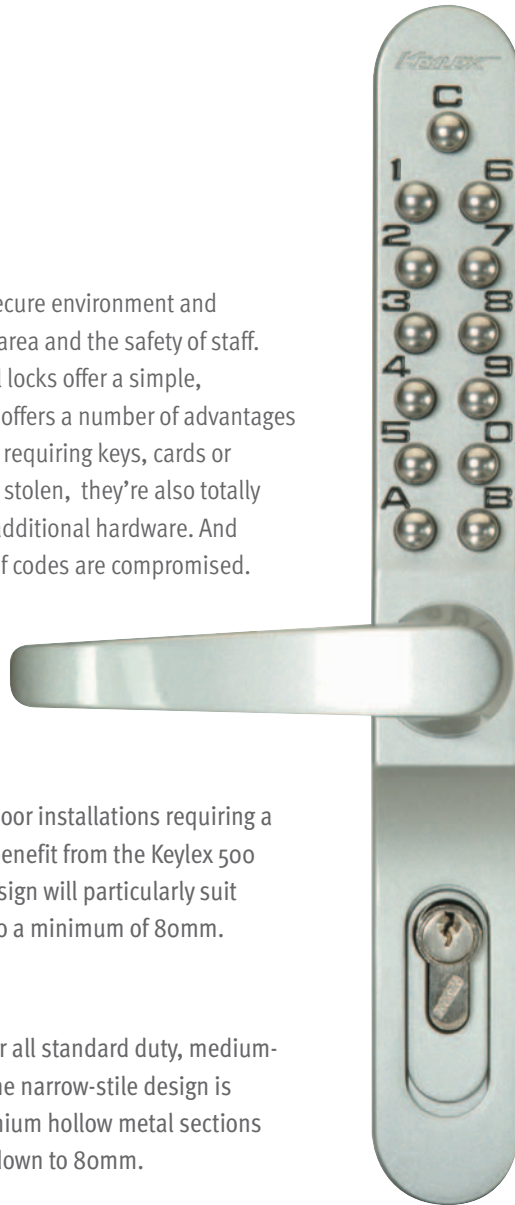 KEYLEX
C
1 6
2 7
3 8
4 9
5 0
A B
ecure environment and
area and the safety of staff.
l locks offer a simple,
offers a number of advantages
requiring keys, cards or
stolen, they're also totally
additional hardware. And
f codes are compromised.
oor installations requiring a
enefit from the Keylex 500
sign will particularly suit
o a minimum of 80mm.
r all standard duty, medium-
ne narrow-stile design is
nium hollow metal sections
down to 80mm.